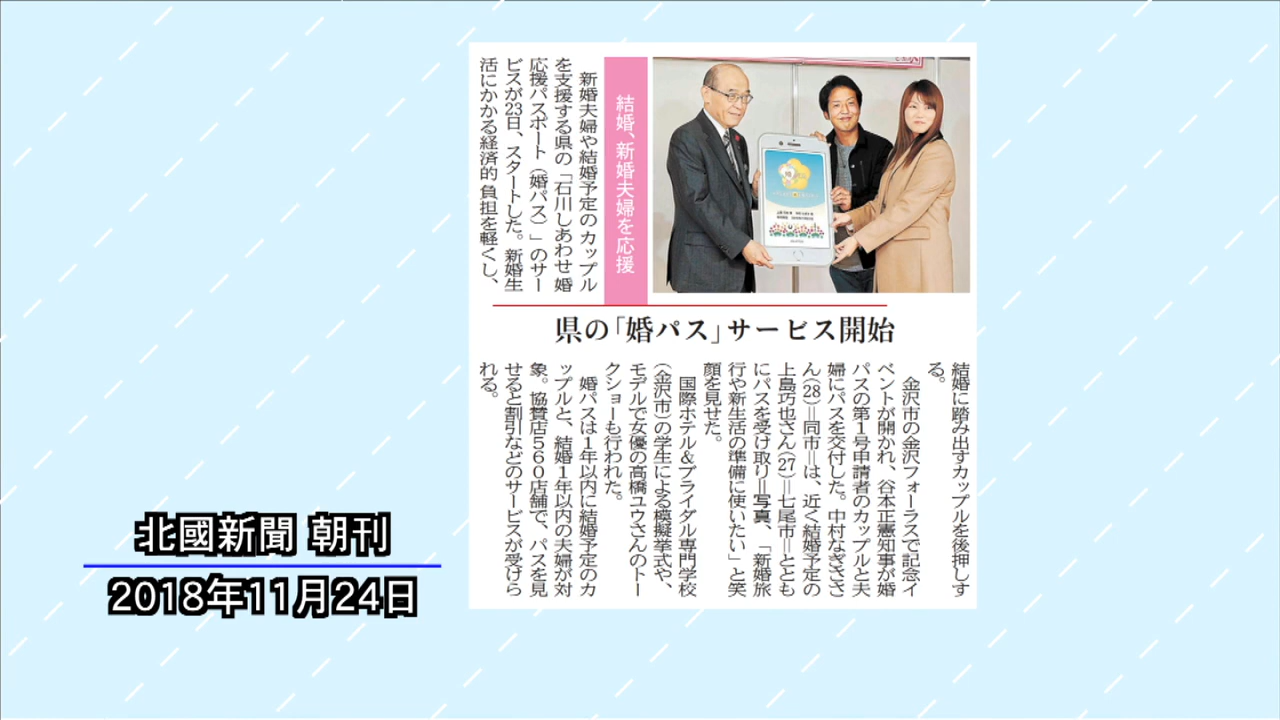 結婚、新婚夫婦を応援
県の「婚パス」サービス開始
新婚夫婦や結婚予定のカップル
を支援する県の「石川しあわせ婚
応援パスポート(婚パス)」のサー
ビスが23日、スタートした。新婚生
活にかかる経済的負担を軽くし、
結婚に踏み出すカップルを後押しす
る。
金沢市の金沢フォーラスで記念イ
ベントが開かれ、谷本正憲知事が婚
パスの第1号申請者のカップルと夫
婦にパスを交付した。中村なぎささ
ん(28)=同市=は、近く結婚予定の
上島巧也さん(27)=七尾市=ととも
にパスを受け取り=写真、「新婚旅
行や新生活の準備に使いたい」と笑
顔を見せた。
国際ホテル&ブライダル専門学校
(金沢市)の学生による模擬挙式や、
モデルで女優の高橋ユウさんのトー
クショーも行われた。
婚パスは1年以内に結婚予定のカ
ップルと、結婚1年以内の夫婦が対
象。協賛店560店舗で、パスを見
せると割引などのサービスが受けら
れる。
北國新聞 朝刊
2018年11月24日